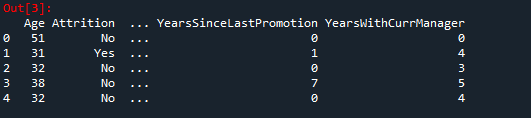 Out[3]:
   Age Attrition  ... YearsSinceLastPromotion YearsWithCurrManager
0   51        No  ...                       0                    0
1   31       Yes  ...                       1                    4
2   32        No  ...                       0                    3
3   38        No  ...                       7                    5
4   32        No  ...                       0                    4